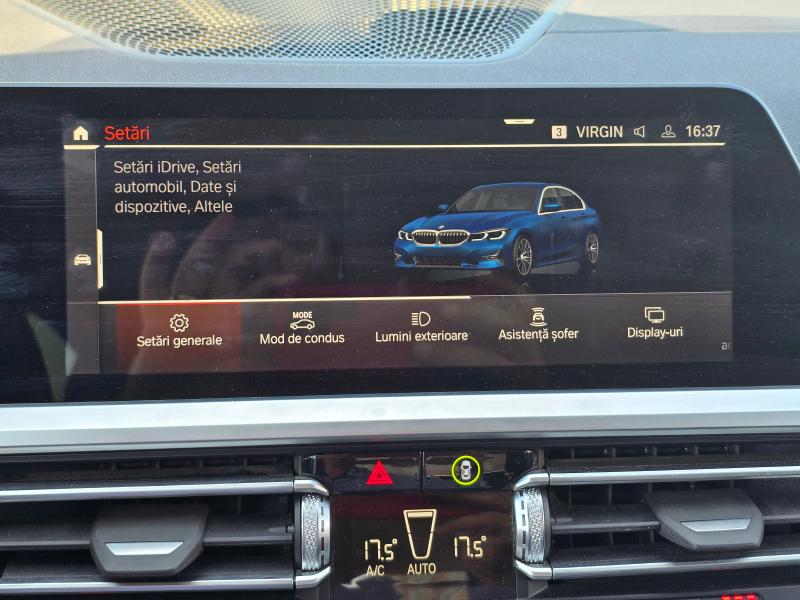 Setări
3 VIRGIN 16:37
Setări iDrive, Setări
automobil, Date și
dispozitive, Altele
Setări generale
MODE
Mod de condus
Lumini exterioare
Asistență șofer
Display-uri
17.5° 17.5°
A/C AUTO